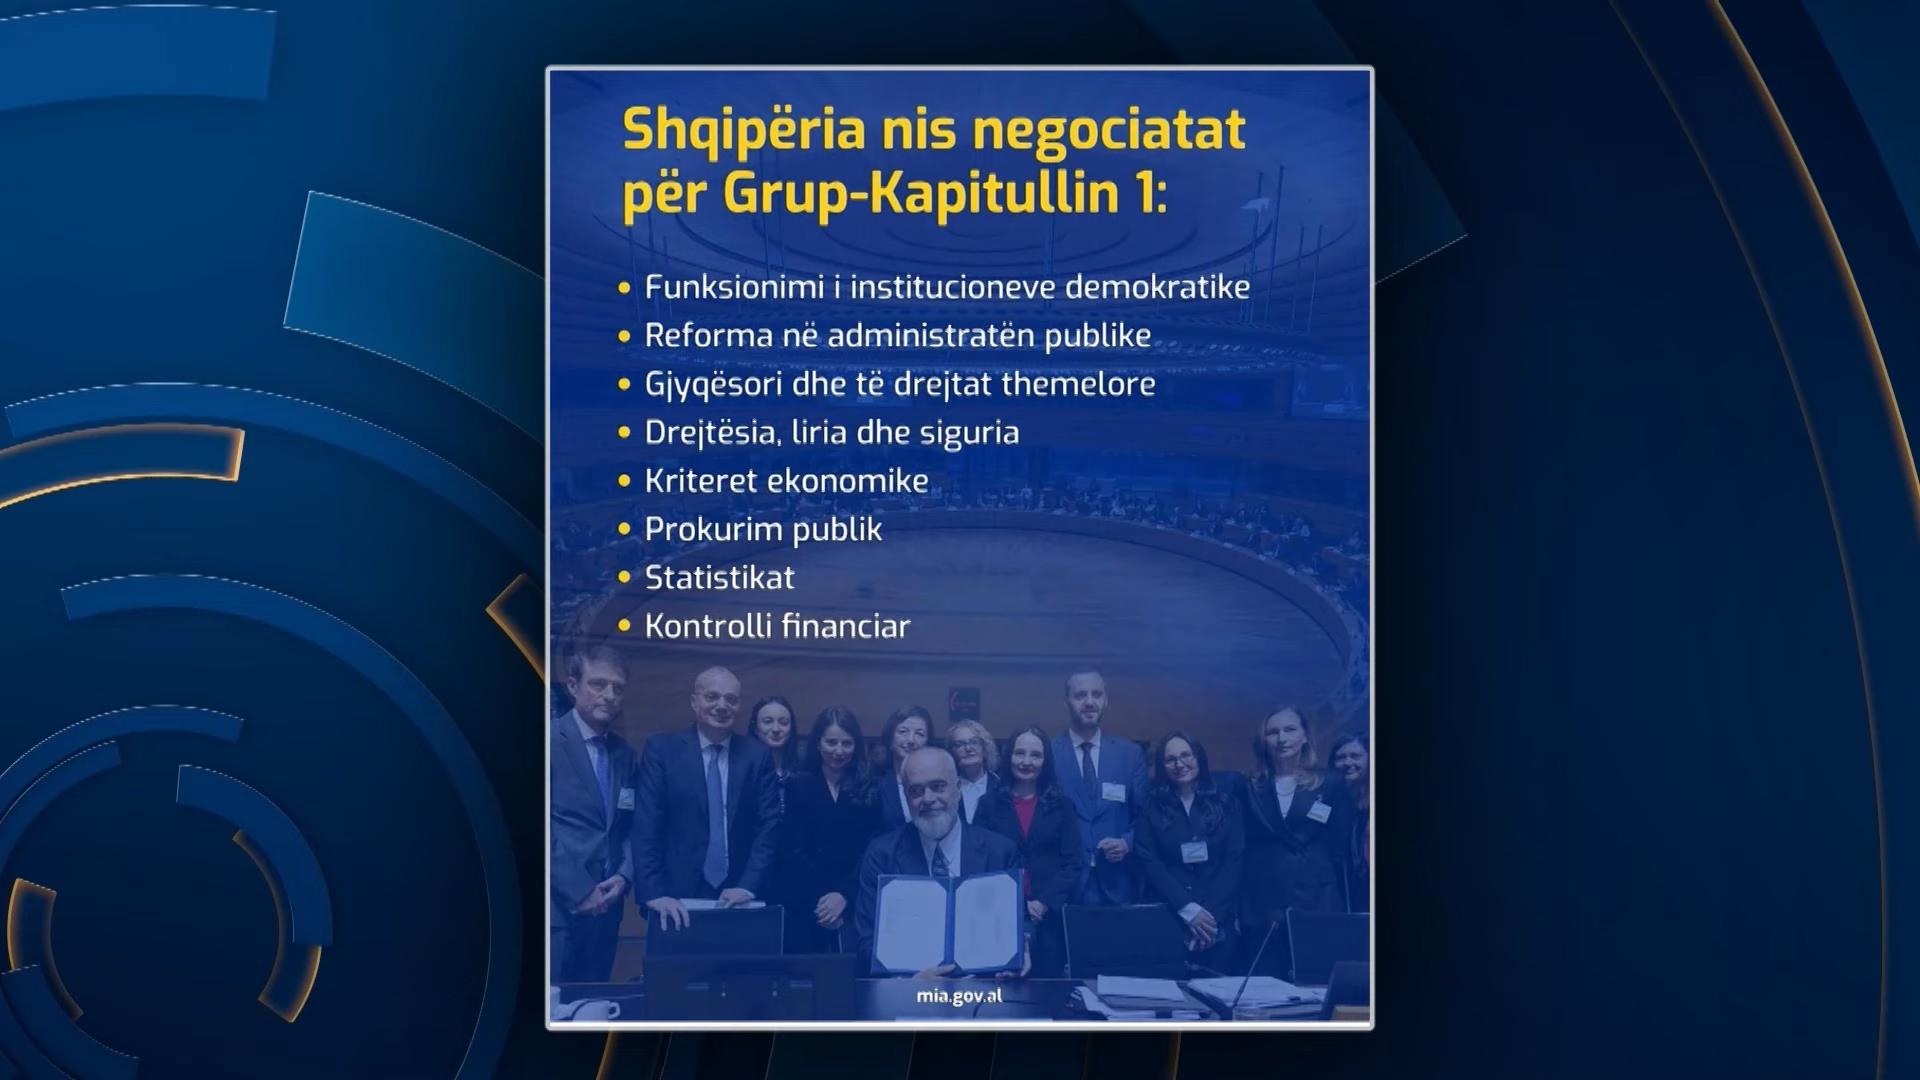 Shqipëria nis negociatat
për Grup-Kapitullin 1:
• Funksionimi i institucioneve demokratike
• Reforma në administratën publike
• Gjyqësori dhe të drejtat themelore
• Drejtësia, liria dhe siguria
• Kriteret ekonomike
• Prokurim publik
• Statistikat
• Kontrolli financiar
mia.gov.al